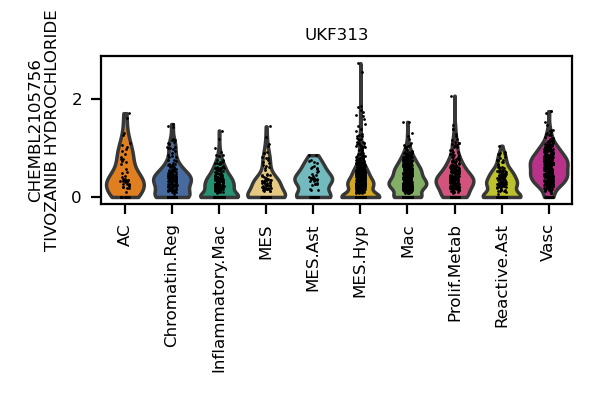 UKF313
CHEMBL2105756
TIVOZANIB HYDROCHLORIDE
2
0
AC
Chromatin.Reg
Inflammatory.Mac
MES
MES.Ast
MES.Hyp
Mac
Prolif.Metab
Reactive.Ast
Vasc